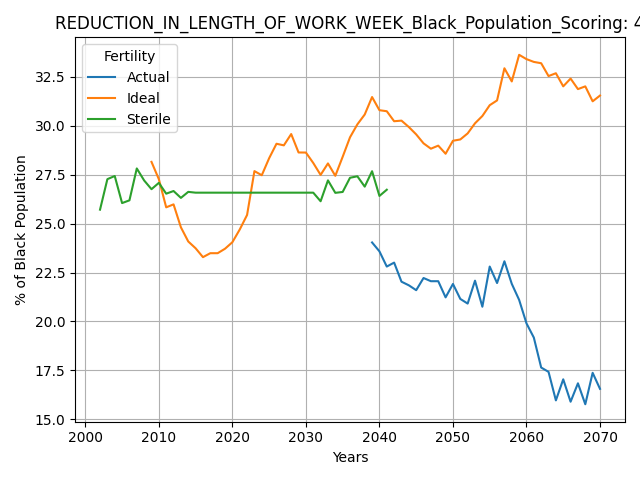 REDUCTION_IN_LENGTH_OF_WORK_WEEK_Black_Population_Scoring: 4
Fertility
Actual
Ideal
Sterile
% of Black Population
32.5
30.0
27.5
25.0
22.5
20.0
17.5
15.0
2000 2010 2020 2030 2040 2050 2060 2070
Years